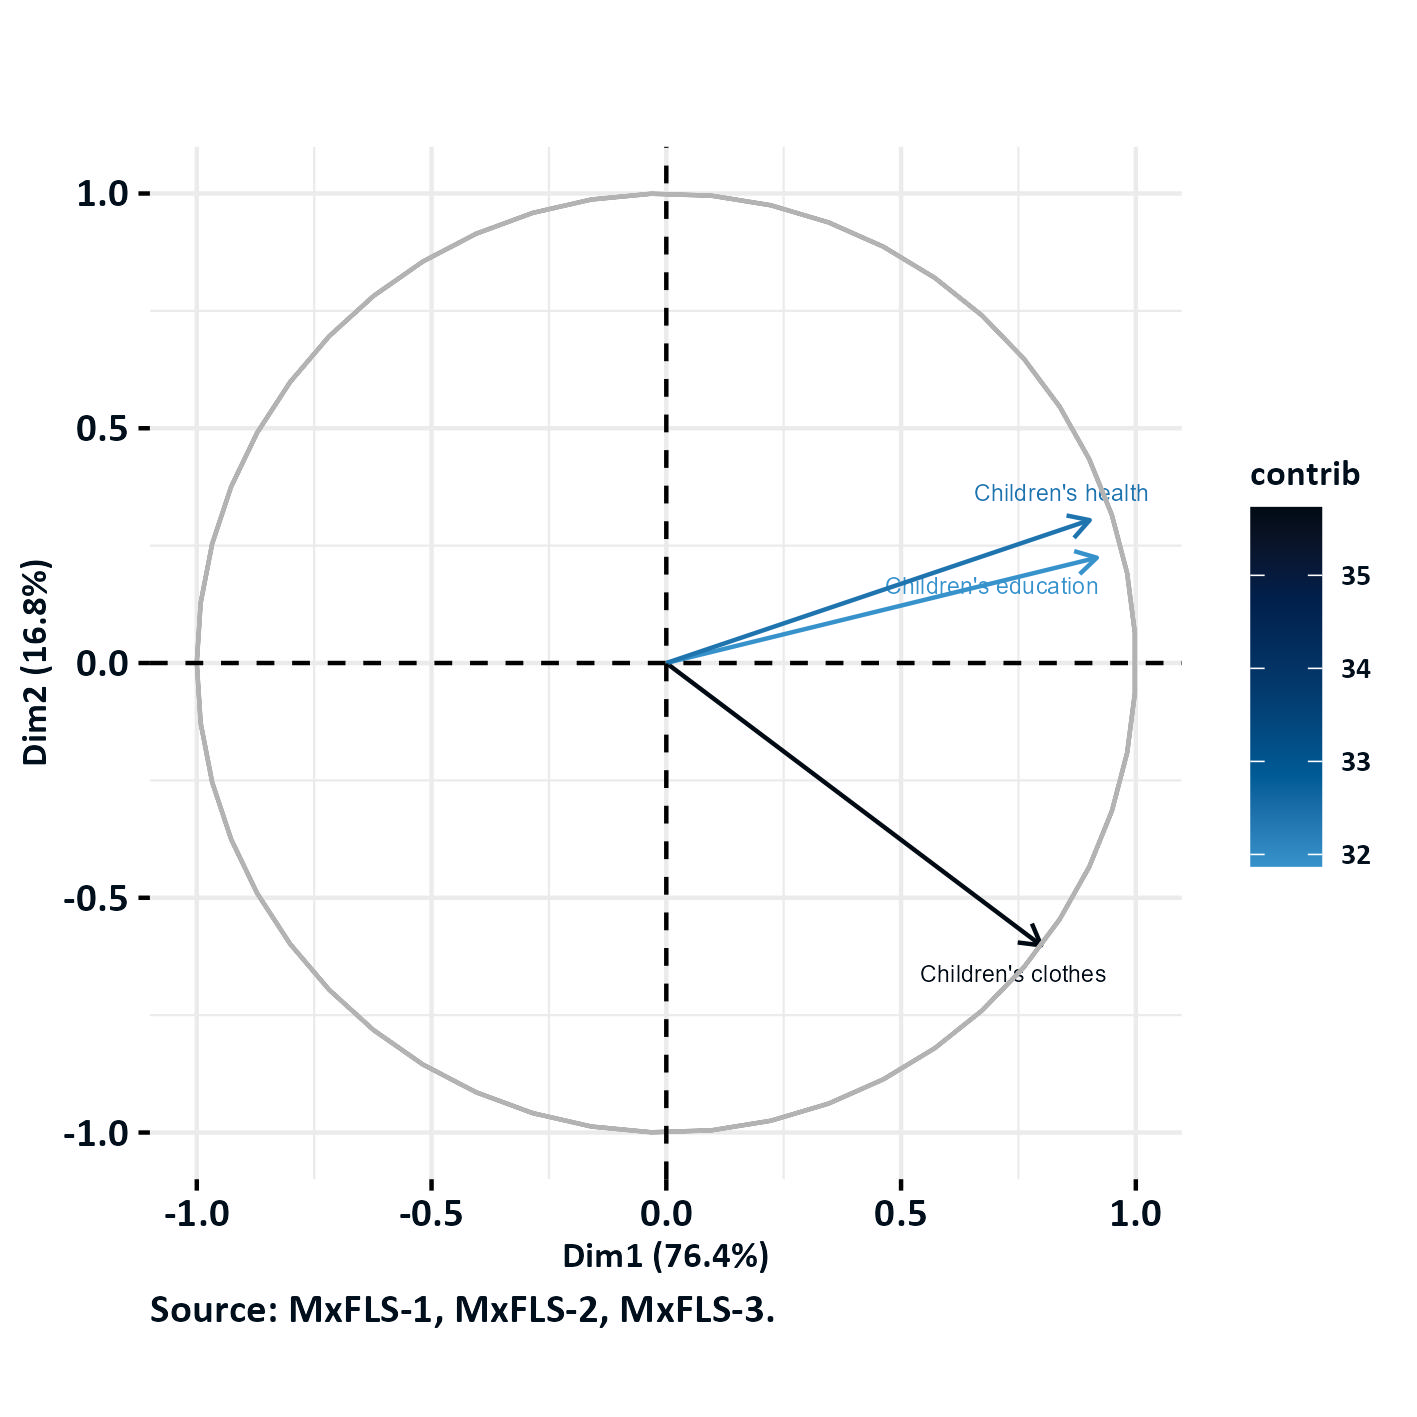 1.0
0.5
0.0
-0.5
-1.0
Dim2 (16.8%)
Children's health
Children's education
Children's clothes
contrib
35
34
33
32
-1.0 -0.5 0.0 0.5 1.0
Dim1 (76.4%)
Source: MxFLS-1, MxFLS-2, MxFLS-3.